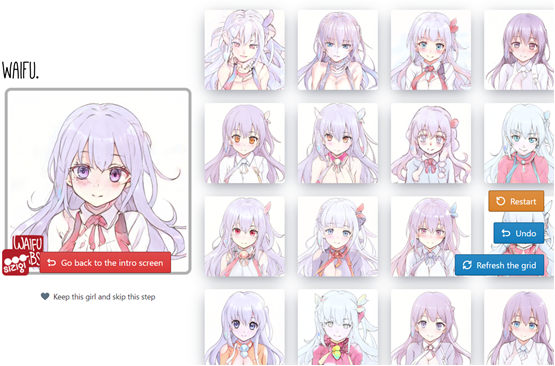 WAIFU.
WAIFU
Go back to the intro screen
Keep this girl and skip this step
Restart
Undo
Refresh the grid